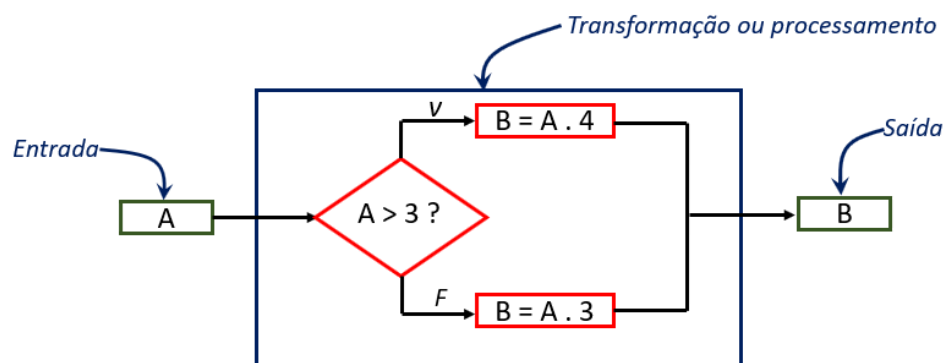 Transformação ou processamento
Entrada
Saída
A
A > 3 ?
V
B = A . 4
F
B = A . 3
B